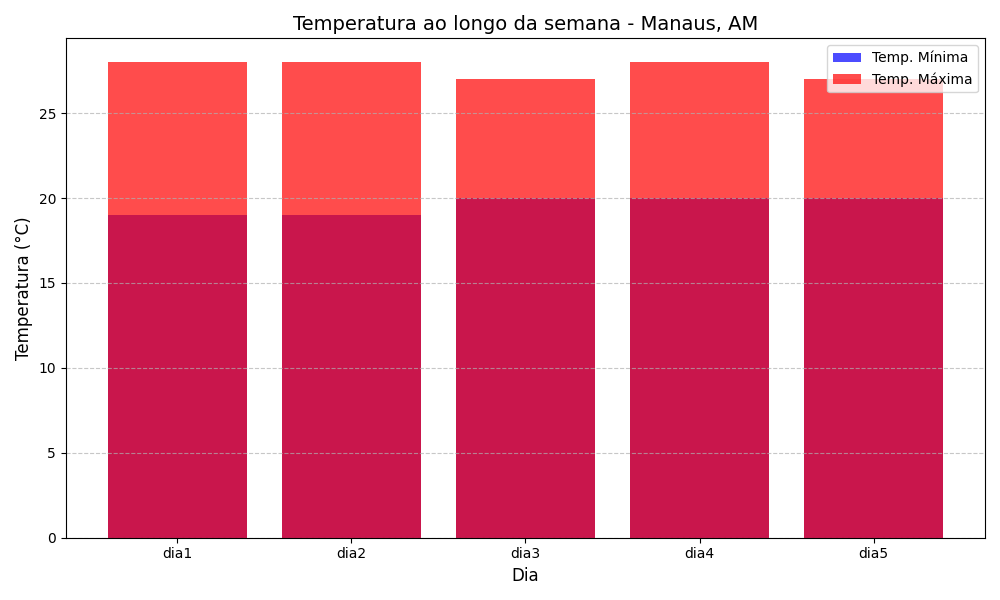 Temperatura ao longo da semana - Manaus, AM
Temp. Mínima
Temp. Máxima
Temperatura (°C)
25
20
15
10
5
0
dia1
dia2
dia3
dia4
dia5
Dia